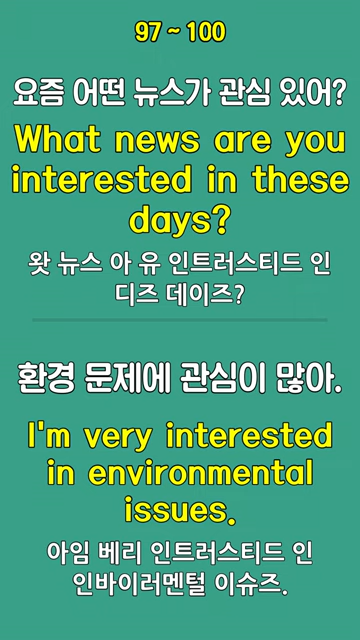 97 ~ 100
요즘 어떤 뉴스가 관심 있어?
What news are you
interested in these
days?
왓 뉴스 아 유 인트러스티드 인
디즈 데이즈?
환경 문제에 관심이 많아.
I'm very interested
in environmental
issues.
아임 베리 인트러스티드 인
인바이러멘털 이슈즈.